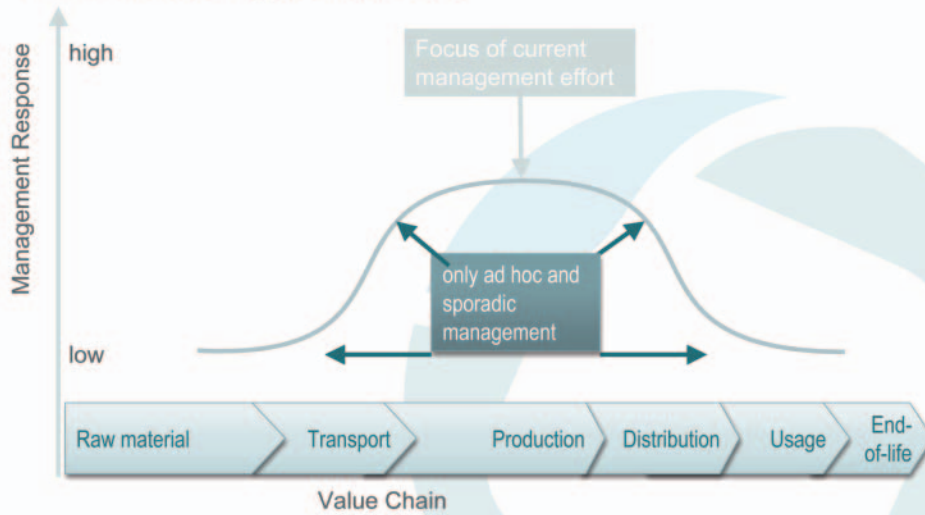 high
Focus of current
management effort
Management Response
only ad hoc and
sporadic
management
low
Raw material
Transport
Production
Distribution
Usage
End-
of-life
Value Chain